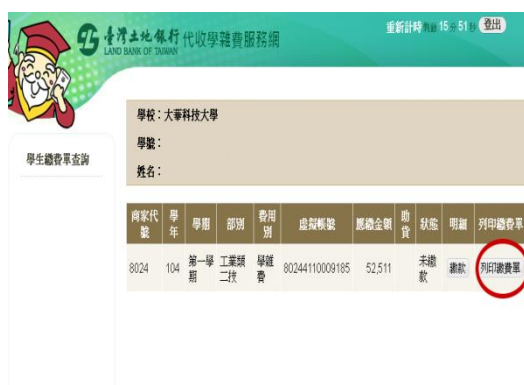 臺灣土地銀行 代收學雜費服務網
LAND BANK OF TAIWAN
重新計時 剩餘 15 分 51 秒 登出
學校：大華科技大學
學號：
姓名：
學生繳費單查詢
商家代號 學年 學期 部別 費用別 虛擬帳號 應繳金額 助貸 狀態 明細 列印繳費單
8024 104 第一學期 工業類二技 學雜費 80244110009185 52,511 未繳款 繳款 列印繳費單